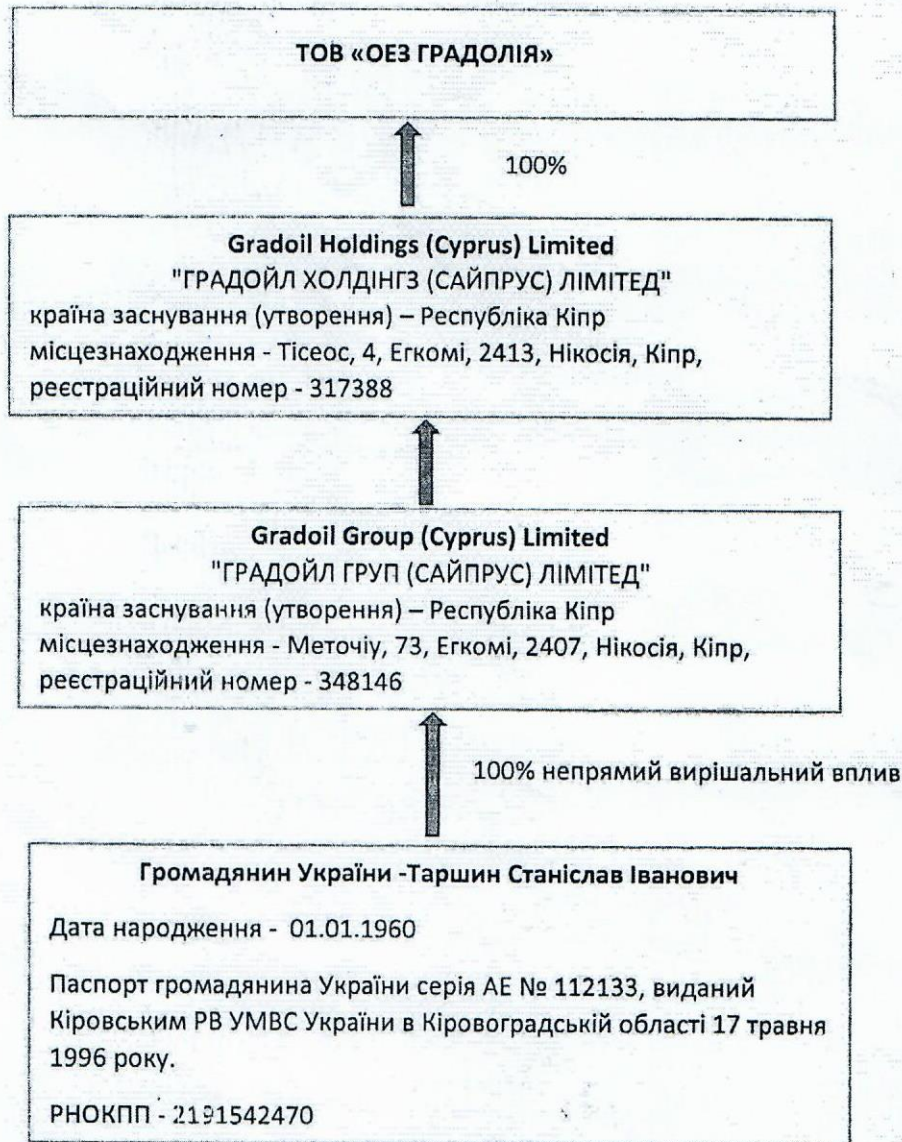 ТОВ «ОЕЗ ГРАДОЛІЯ»
100%
Gradoil Holdings (Cyprus) Limited
"ГРАДОЙЛ ХОЛДІНГЗ (САЙПРУС) ЛІМІТЕД"
країна заснування (утворення) – Республіка Кіпр
місцезнаходження - Тісеос, 4, Егкомі, 2413, Нікосія, Кіпр,
реєстраційний номер - 317388
Gradoil Group (Cyprus) Limited
"ГРАДОЙЛ ГРУП (САЙПРУС) ЛІМІТЕД"
країна заснування (утворення) – Республіка Кіпр
місцезнаходження - Меточіу, 73, Егкомі, 2407, Нікосія, Кіпр,
реєстраційний номер - 348146
100% непрямий вирішальний вплив
Громадянин України -Таршин Станіслав Іванович
Дата народження - 01.01.1960
Паспорт громадянина України серія АЕ № 112133, виданий
Кіровським РВ УМВС України в Кіровоградській області 17 травня
1996 року.
РНОКПП - 2191542470